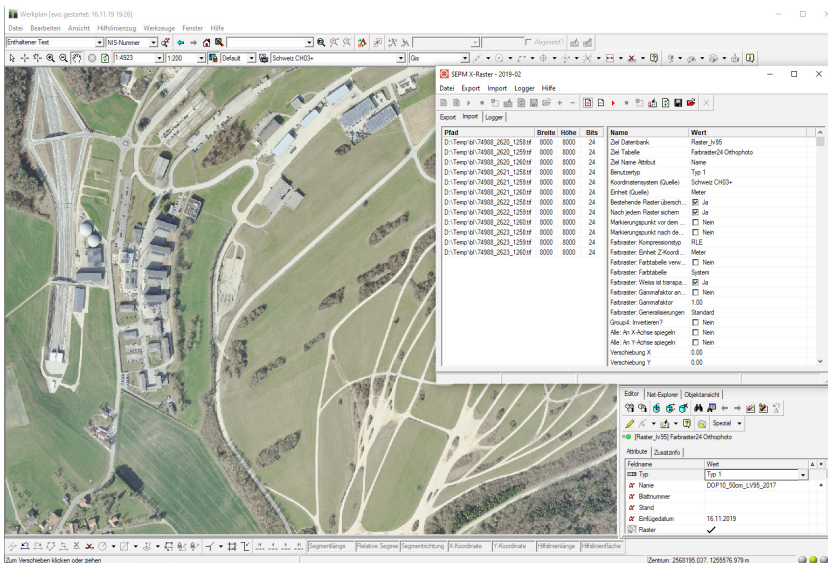 Werkplan [evis gestartet: 16.11.19 19:26]
Datei Bearbeiten Ansicht Hilfslinienzug Werkzeuge Fenster Hilfe
Enthaltener Text NIS-Nummer
Abgesetzt?
1:4923 1:200 Default Schweiz CH03+ Gis
SEPM X-Raster - 2019-02
Datei Export Import Logger Hilfe
Export Import Logger
Pfad Breite Höhe Bits
D:\Temp\bl\74988_2620_1258.tif 8000 8000 24
D:\Temp\bl\74988_2620_1259.tif 8000 8000 24
D:\Temp\bl\74988_2620_1260.tif 8000 8000 24
D:\Temp\bl\74988_2621_1258.tif 8000 8000 24
D:\Temp\bl\74988_2621_1259.tif 8000 8000 24
D:\Temp\bl\74988_2621_1260.tif 8000 8000 24
D:\Temp\bl\74988_2622_1258.tif 8000 8000 24
D:\Temp\bl\74988_2622_1259.tif 8000 8000 24
D:\Temp\bl\74988_2622_1260.tif 8000 8000 24
D:\Temp\bl\74988_2623_1258.tif 8000 8000 24
D:\Temp\bl\74988_2623_1259.tif 8000 8000 24
D:\Temp\bl\74988_2623_1260.tif 8000 8000 24
Name Wert
Ziel Datenbank Raster_lv95
Ziel Tabelle Farbraster24 Orthophoto
Ziel Name Attribut Name
Benutzertyp Typ 1
Koordinatensystem (Quelle) Schweiz CH03+
Einheit (Quelle) Meter
Bestehende Raster übersch... Ja
Nach jedem Raster sichern Ja
Markierungspunkt vor dem ... Nein
Markierungspunkt nach de... Nein
Farbraster: Kompressionstyp RLE
Farbraster: Einheit Z-Koordi... Meter
Farbraster: Farbtabelle verw... Nein
Farbraster: Farbtabelle System
Farbraster: Weiss ist transpa... Ja
Farbraster: Gammafaktor an... Nein
Farbraster: Gammafaktor 1.00
Farbraster: Generalisierungen Standard
Group4: Invertieren? Nein
Alle: An X-Achse spiegeln Nein
Alle: An Y-Achse spiegeln Nein
Verschiebung X 0.00
Verschiebung Y 0.00
Editor Net-Explorer Objektansicht
Spezial
[Raster_lv95] Farbraster24 Orthophoto
Attribute Zusatzinfo
Feldname Wert
Typ Typ 1
Name DOP10_50cm_LV95_2017
Blattnummer
Stand
Einfügedatum 16.11.2019
Raster
Segmentlänge Relative Segme Segmentrichtung X-Koordinate Y-Koordinate Hilfslinienlänge Hilfslinienfläche
Zum Verschieben klicken oder ziehen Zentrum: 2568195.037, 1255576.979 m